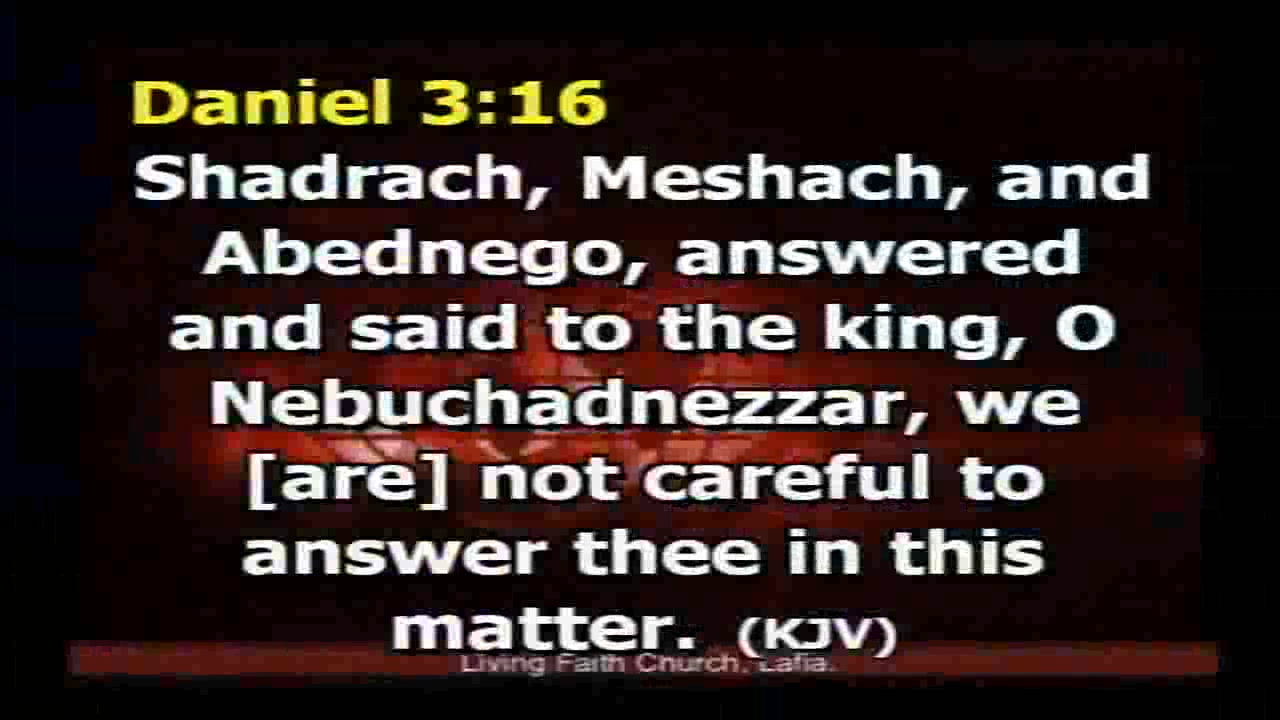 Daniel 3:16
Shadrach, Meshach, and
Abednego, answered
and said to the king, O
Nebuchadnezzar, we
[are] not careful to
answer thee in this
matter. (KJV)
Living Faith Church, Lafia.